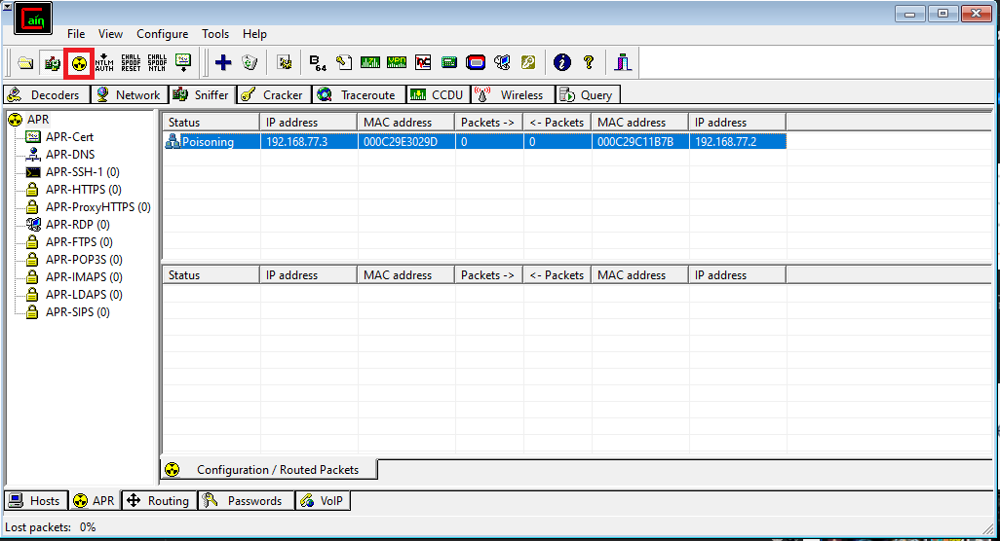 Cain
File View Configure Tools Help
NTLM AUTH CHALL SPOOF RESET CHALL SPOOF NTLM B64 VPN
Decoders Network Sniffer Cracker Traceroute CCDU Wireless Query
APR
APR-Cert
APR-DNS
APR-SSH-1 (0)
APR-HTTPS (0)
APR-ProxyHTTPS (0)
APR-RDP (0)
APR-FTPS (0)
APR-POP3S (0)
APR-IMAPS (0)
APR-LDAPS (0)
APR-SIPS (0)
Status IP address MAC address Packets -> <- Packets MAC address IP address
Poisoning 192.168.77.3 000C29E3029D 0 0 000C29C11B7B 192.168.77.2
Status IP address MAC address Packets -> <- Packets MAC address IP address
Configuration / Routed Packets
Hosts APR Routing Passwords VoIP
Lost packets: 0%